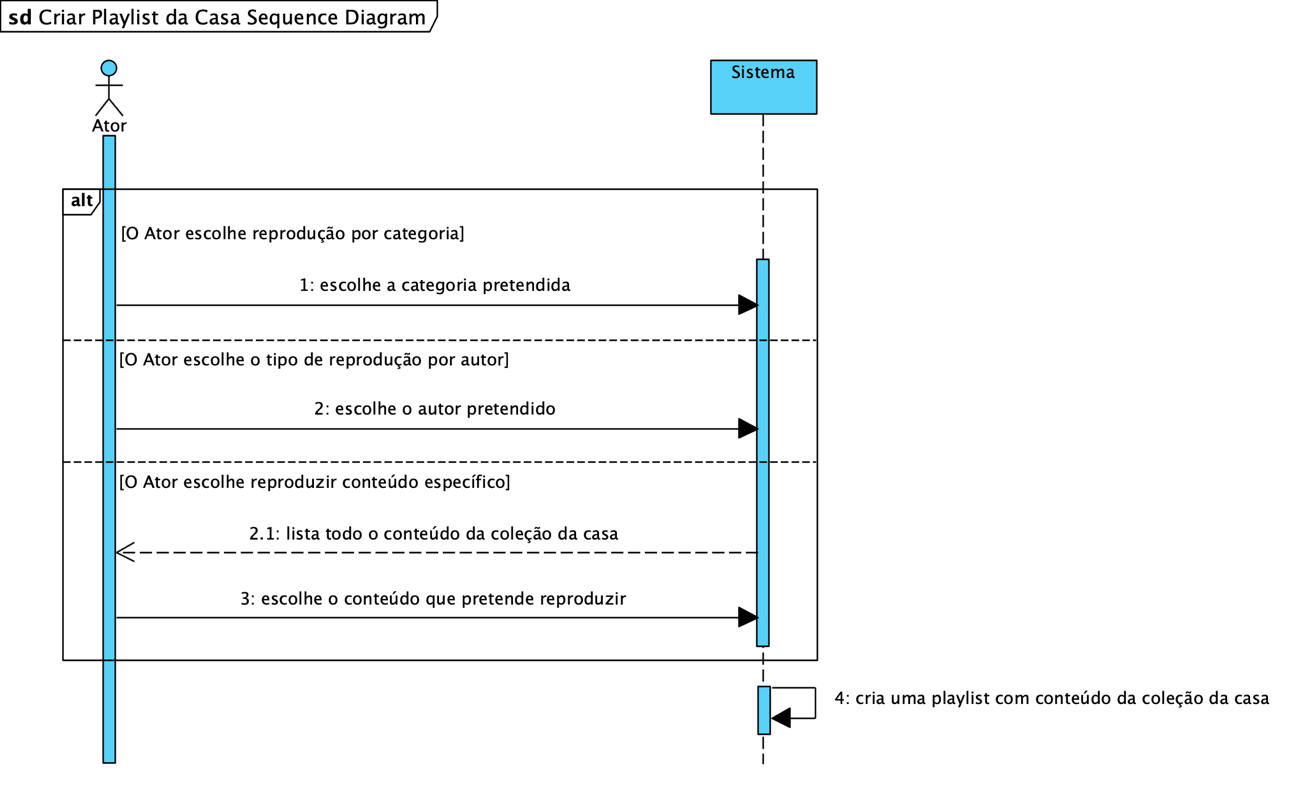 sd Criar Playlist da Casa Sequence Diagram
Ator
Sistema
alt
[O Ator escolhe reprodução por categoria]
1: escolhe a categoria pretendida
[O Ator escolhe o tipo de reprodução por autor]
2: escolhe o autor pretendido
[O Ator escolhe reproduzir conteúdo específico]
2.1: lista todo o conteúdo da coleção da casa
3: escolhe o conteúdo que pretende reproduzir
4: cria uma playlist com conteúdo da coleção da casa